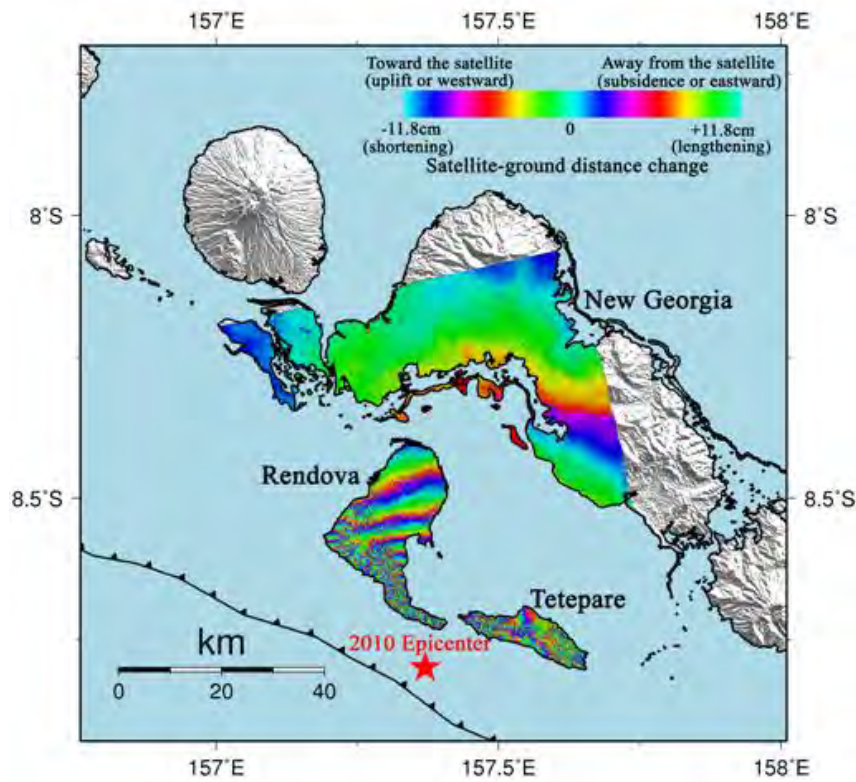 157˚E 157.5˚E 158˚E
Toward the satellite Away from the satellite
(uplift or westward) (subsidence or eastward)
-11.8cm 0 +11.8cm
(shortening) (lengthening)
Satellite-ground distance change
8˚S 8˚S
New Georgia
Rendova
8.5˚S 8.5˚S
Tetepare
km
2010 Epicenter
0 20 40
157˚E 157.5˚E 158˚E